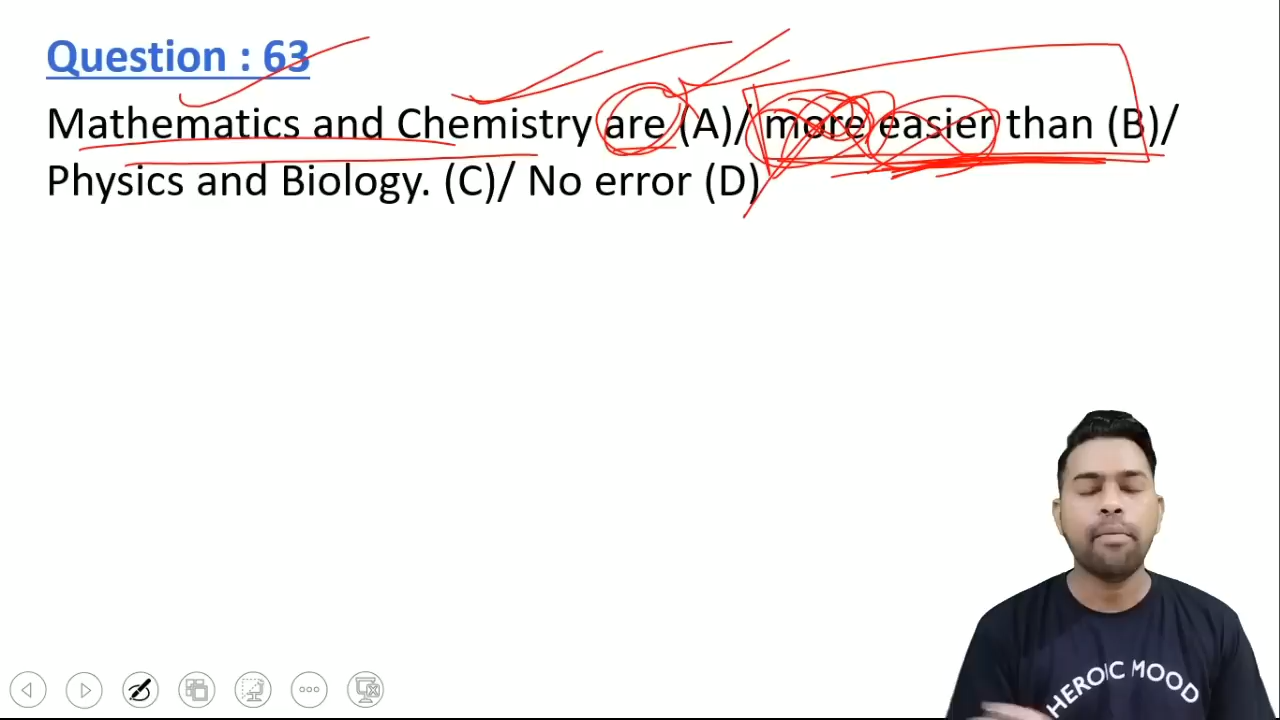 Question : 63
Mathematics and Chemistry are (A)/ more easier than (B)/
Physics and Biology. (C)/ No error (D)
HEROIC MOOD